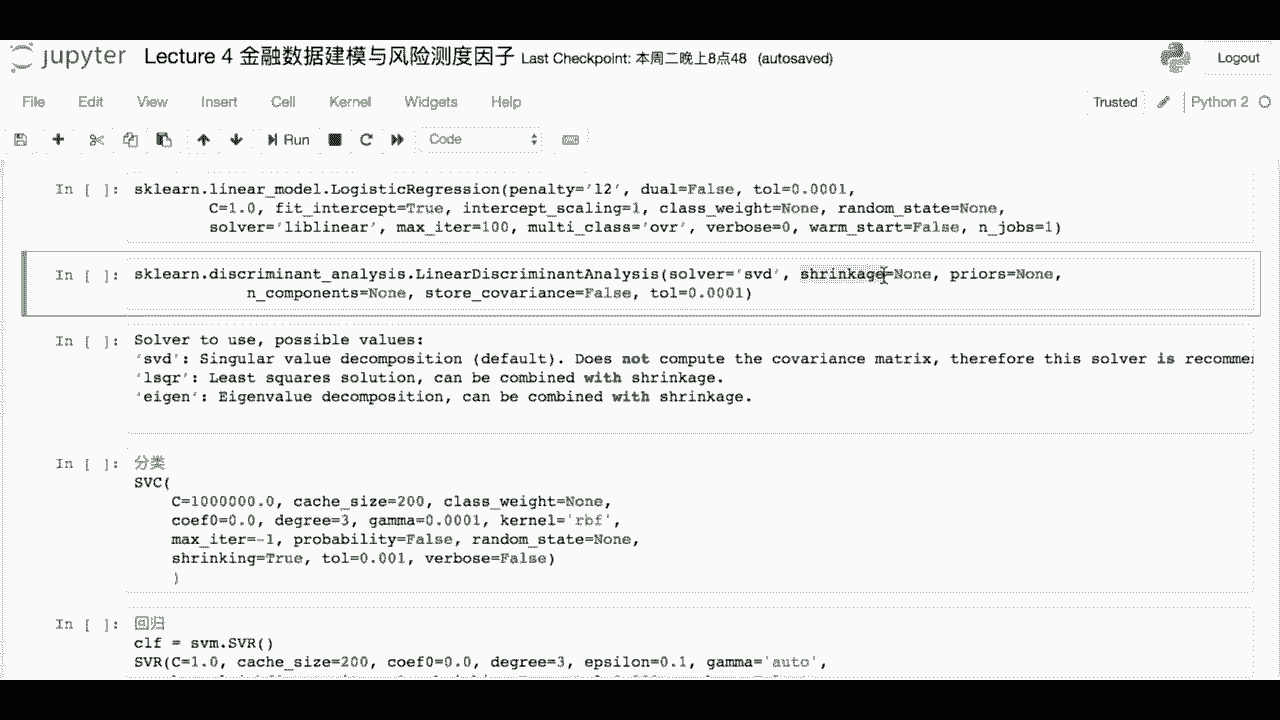 jupyter Lecture 4 金融数据建模与风险测度因子 Last Checkpoint: 本周二晚上8点48 (autosaved) Logout
File Edit View Insert Cell Kernel Widgets Help Trusted Python 2
Run Code
In [ ]: sklearn.linear_model.LogisticRegression(penalty='l2', dual=False, tol=0.0001,
C=1.0, fit_intercept=True, intercept_scaling=1, class_weight=None, random_state=None,
solver='liblinear', max_iter=100, multi_class='ovr', verbose=0, warm_start=False, n_jobs=1)
In [ ]: sklearn.discriminant_analysis.LinearDiscriminantAnalysis(solver='svd', shrinkage=None, priors=None,
n_components=None, store_covariance=False, tol=0.0001)
In [ ]: Solver to use, possible values:
'svd': Singular value decomposition (default). Does not compute the covariance matrix, therefore this solver is
'lsqr': Least squares solution, can be combined with shrinkage.
'eigen': Eigenvalue decomposition, can be combined with shrinkage.
In [ ]: 分类
SVC(
C=1000000.0, cache_size=200, class_weight=None,
coef0=0.0, degree=3, gamma=0.0001, kernel='rbf',
max_iter=-1, probability=False, random_state=None,
shrinking=True, tol=0.001, verbose=False)
)
In [ ]: 回归
clf = svm.SVR()
SVR(C=1.0, cache_size=200, coef0=0.0, degree=3, epsilon=0.1, gamma='auto',